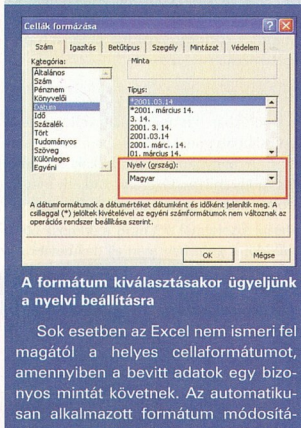 Cellák formázása
Szám Igazítás Betűtípus Szegély Mintázat Védelem
Kategória:
Általános
Szám
Pénznem
Könyvelői
Dátum
Idő
Százalék
Tört
Tudományos
Szöveg
Különleges
Egyéni
Minta
Típus:
*2001.03.14
*2001. március 14.
3. 14.
2001. 3. 14.
2001.03.14
2001. márc.. 14.
01. március 14.
Nyelv (ország):
Magyar
A dátumformátumok a dátumértéket dátumként és időként jelenítik meg. A
csillaggal (*) jelöltek kivételével az egyéni számformátumok nem változnak az
operációs rendszer beállítása szerint.
OK Mégse
A formátum kiválasztásakor ügyeljünk
a nyelvi beállításra
Sok esetben az Excel nem ismeri fel
magától a helyes cellaformátumot,
amennyiben a bevitt adatok egy bizo-
nyos mintát követnek. Az automatiku-
san alkalmazott formátum módosítá-